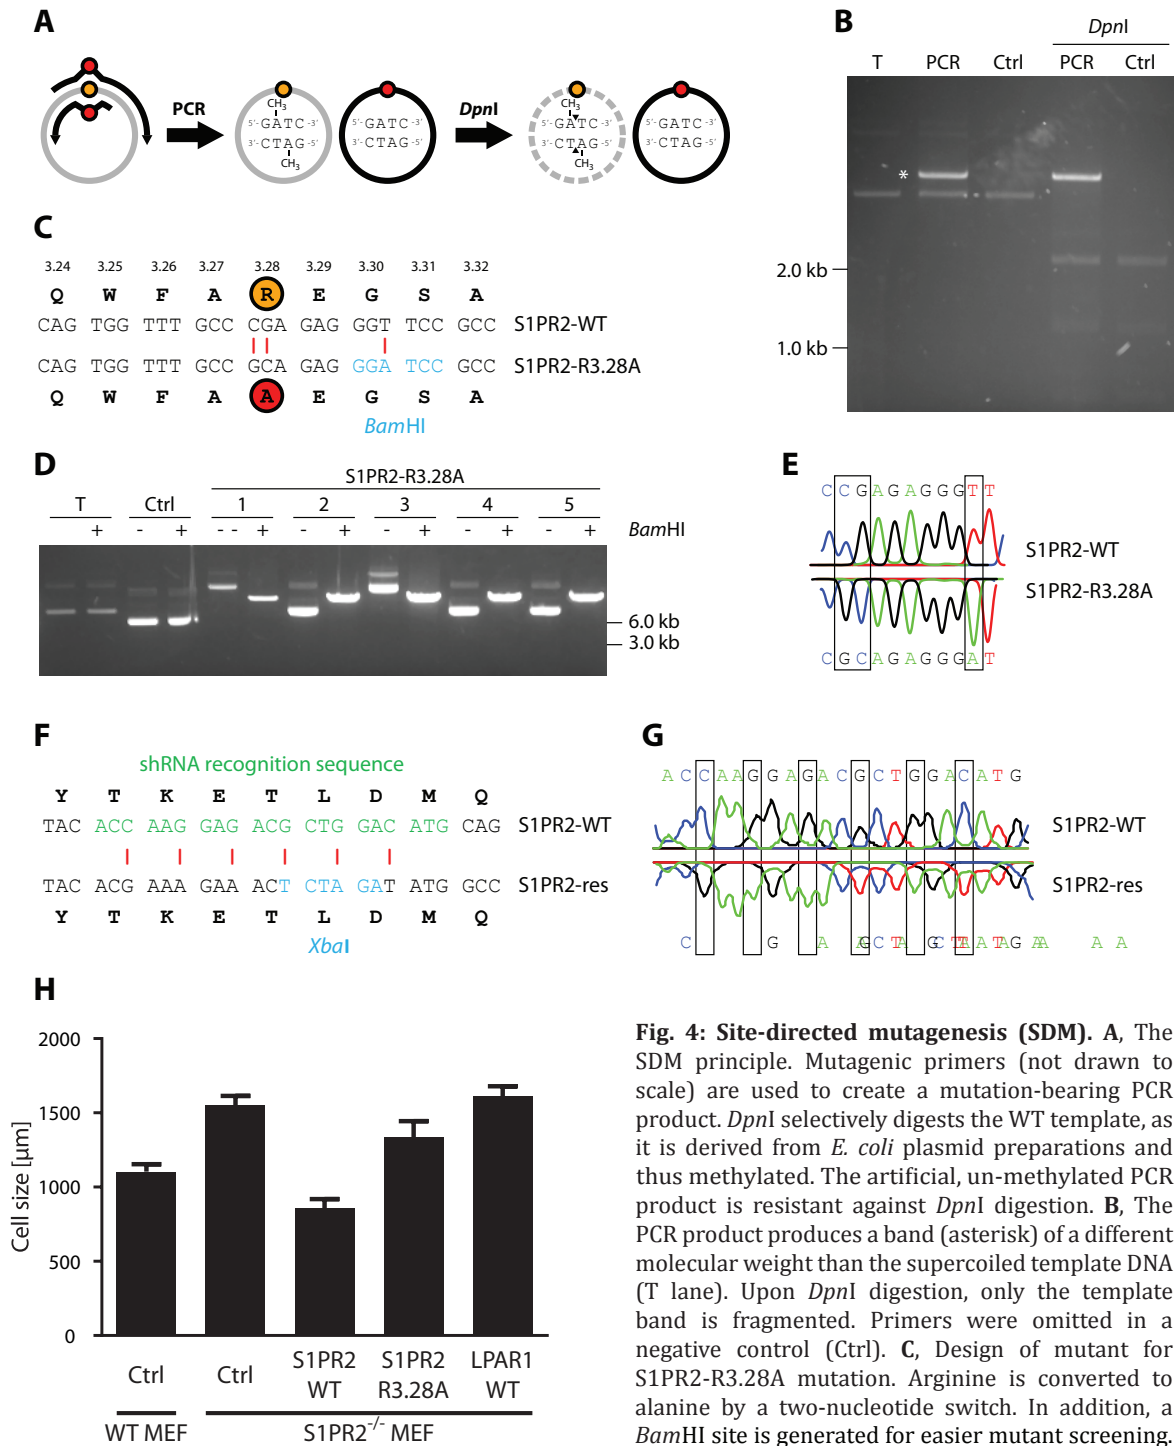 A
PCR
DpnI
CH3
5'- GATC -3'
3'- CTAG -5'
CH3
5'- GATC -3'
3'- CTAG -5'
CH3
5'- GATC -3'
3'- CTAG -5'
CH3
5'- GATC -3'
3'- CTAG -5'
B
DpnI
T PCR Ctrl PCR Ctrl
*
2.0 kb
1.0 kb
C
3.24 3.25 3.26 3.27 3.28 3.29 3.30 3.31 3.32
Q W F A R E G S A
CAG TGG TTT GCC CGA GAG GGT TCC GCC S1PR2-WT
CAG TGG TTT GCC GCA GAG GGA TCC GCC S1PR2-R3.28A
Q W F A A E G S A
BamHI
D
S1PR2-R3.28A
T Ctrl 1 2 3 4 5
- + - + - - + - + - + - + - + BamHI
6.0 kb
3.0 kb
E
C C G A G A G G G T T
S1PR2-WT
S1PR2-R3.28A
C G C A G A G G G A T
F
shRNA recognition sequence
Y T K E T L D M Q
TAC ACC AAG GAG ACG CTG GAC ATG CAG S1PR2-WT
TAC ACG AAA GAA ACT CTA GAT ATG GCC S1PR2-res
Y T K E T L D M Q
XbaI
G
A C C A A G G A G A C G C T G G A C A T G
S1PR2-WT
S1PR2-res
H
Cell size [µm]
2000
1500
1000
500
0
Ctrl Ctrl S1PR2 WT S1PR2 R3.28A LPAR1 WT
WT MEF S1PR2-/- MEF
Fig. 4: Site-directed mutagenesis (SDM). A, The
SDM principle. Mutagenic primers (not drawn to
scale) are used to create a mutation-bearing PCR
product. DpnI selectively digests the WT template, as
it is derived from E. coli plasmid preparations and
thus methylated. The artificial, un-methylated PCR
product is resistant against DpnI digestion. B, The
PCR product produces a band (asterisk) of a different
molecular weight than the supercoiled template DNA
(T lane). Upon DpnI digestion, only the template
band is fragmented. Primers were omitted in a
negative control (Ctrl). C, Design of mutant for
S1PR2-R3.28A mutation. Arginine is converted to
alanine by a two-nucleotide switch. In addition, a
BamHI site is generated for easier mutant screening.